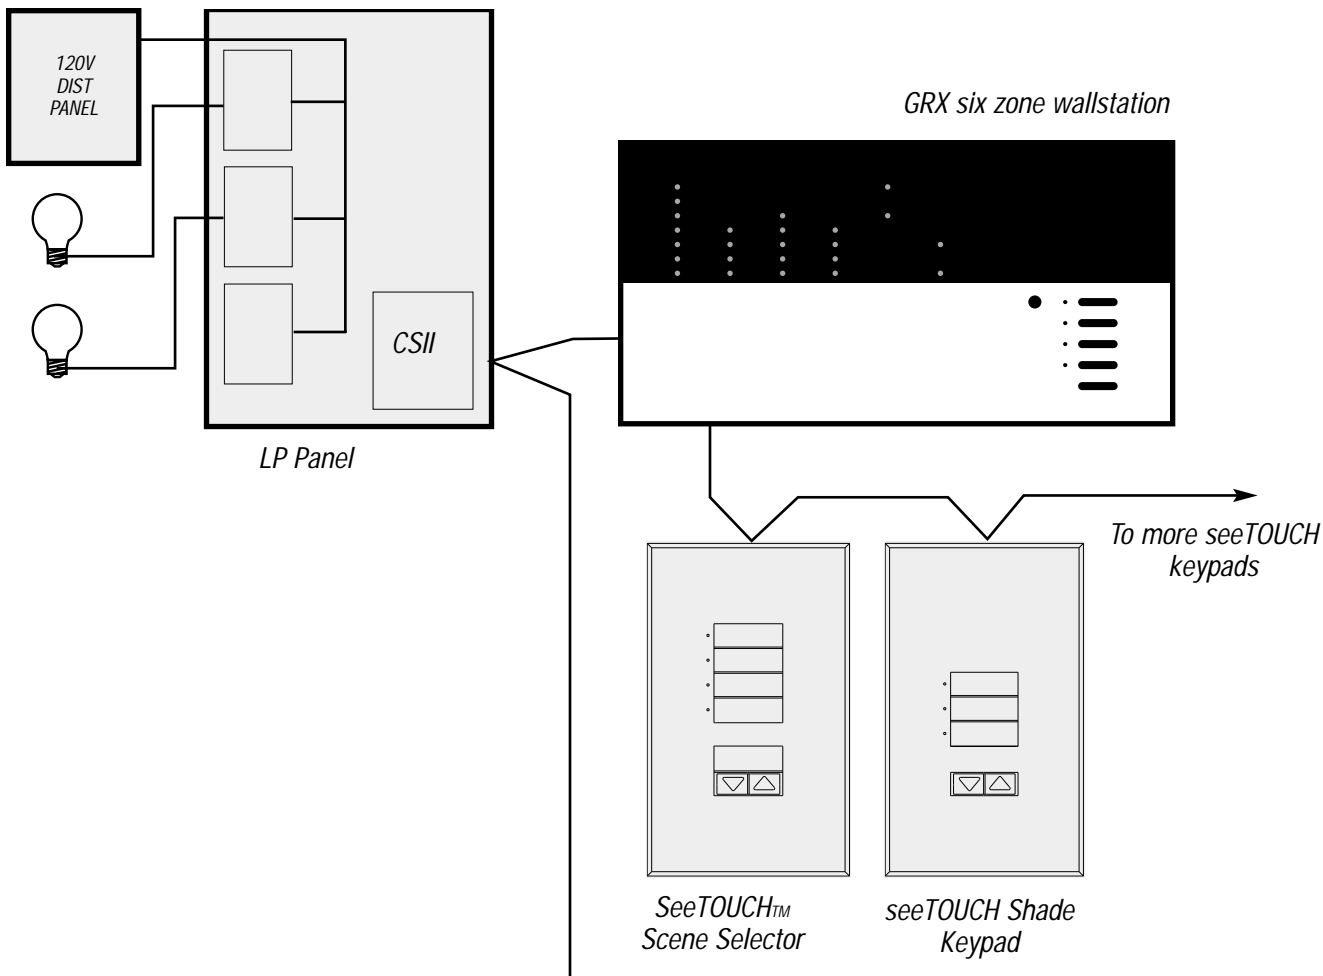 120V
DIST
PANEL
GRX six zone wallstation
CSII
LP Panel
To more seeTOUCH
keypads
SeeTOUCH™
Scene Selector
seeTOUCH Shade
Keypad